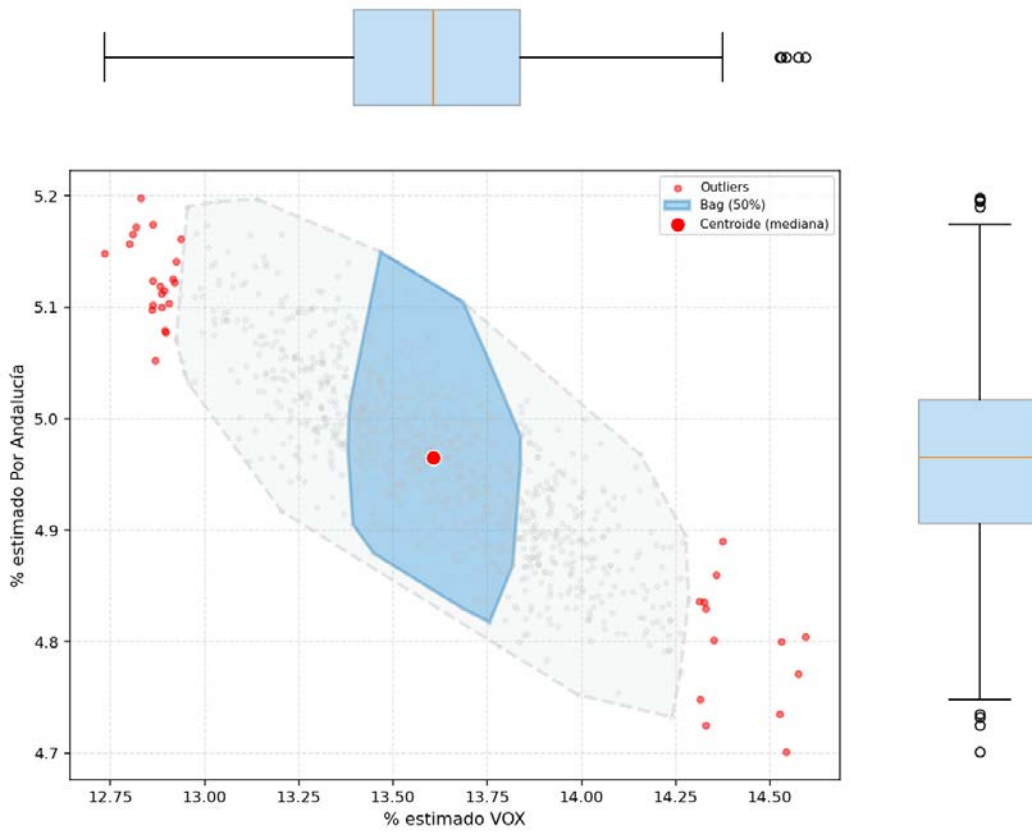 5.2
5.1
5.0
4.9
4.8
4.7
% estimado Por Andalucía
Outliers
Bag (50%)
Centroide (mediana)
12.75 13.00 13.25 13.50 13.75 14.00 14.25 14.50
% estimado VOX